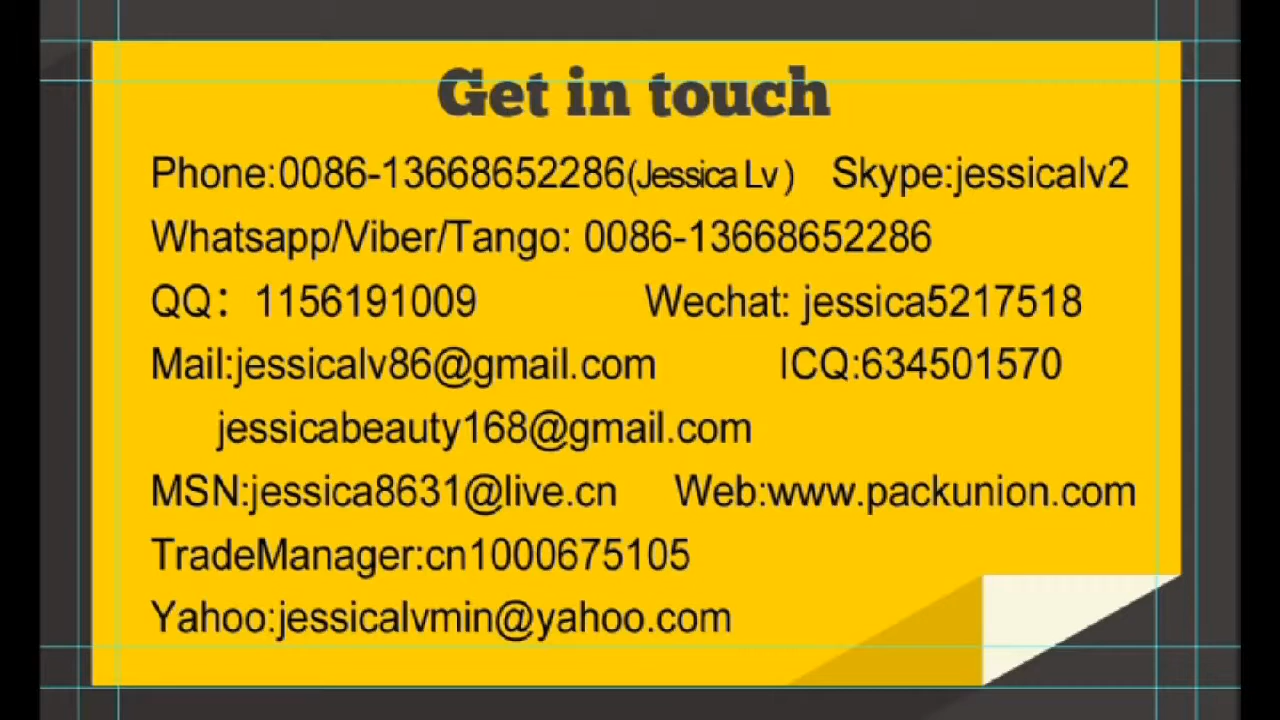 Get in touch
Phone:0086-13668652286(Jessica Lv ) Skype:jessicalv2
Whatsapp/Viber/Tango: 0086-13668652286
QQ：1156191009 Wechat: jessica5217518
Mail:jessicalv86@gmail.com ICQ:634501570
jessicabeauty168@gmail.com
MSN:jessica8631@live.cn Web:www.packunion.com
TradeManager:cn1000675105
Yahoo:jessicalvmin@yahoo.com